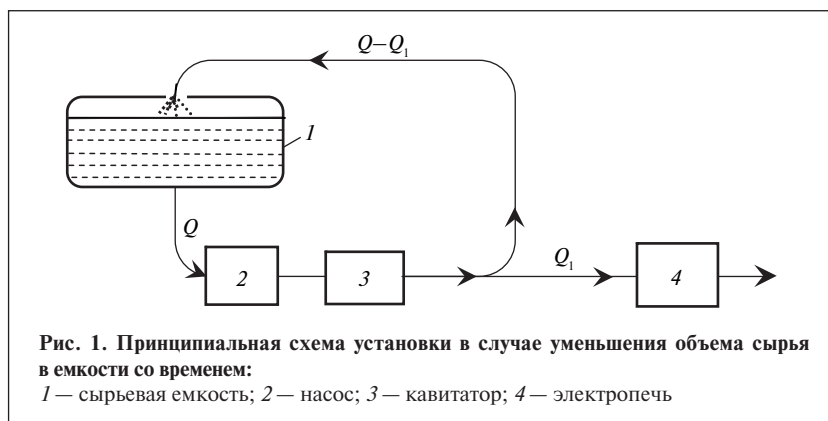 Q–Q₁
1
Q
2
3
Q₁
4
Рис. 1. Принципиальная схема установки в случае уменьшения объема сырья
в емкости со временем:
1 — сырьевая емкость; 2 — насос; 3 — кавитатор; 4 — электропечь